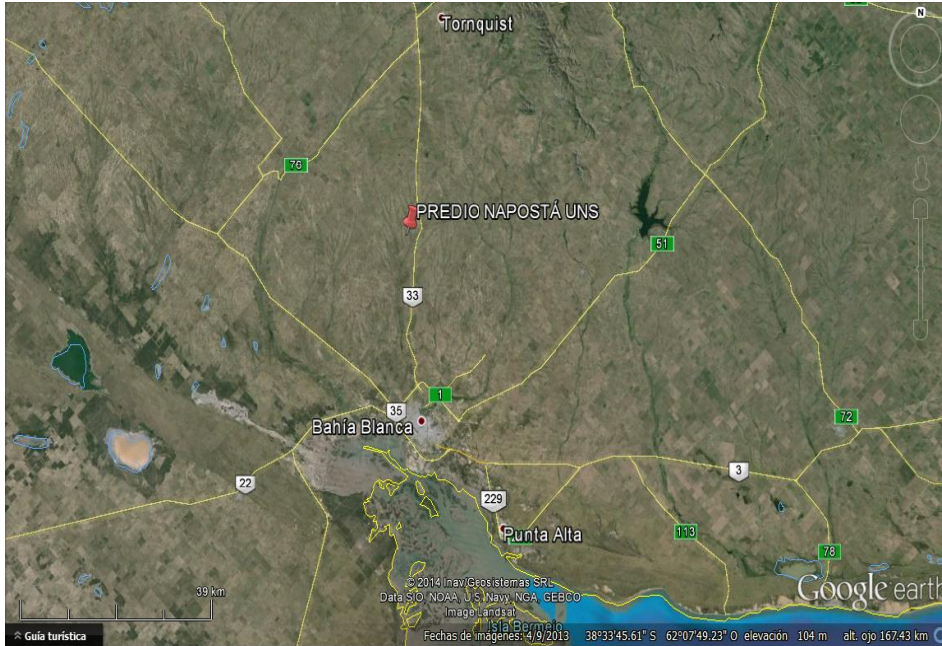 N
Tornquist
76
PREDIO NAPOSTÁ UNS
51
33
1
35
Bahía Blanca
72
3
22
229
Punta Alta
113
78
39 km
© 2014 Inav/Geosistemas SRL
Data SIO, NOAA, U.S. Navy, NGA, GEBCO
Image Landsat
Google earth
Isla Bermejo
Guía turística
Fechas de imágenes: 4/9/2013 38°33'45.61" S 62°07'49.23" O elevación 104 m alt. ojo 167.43 km